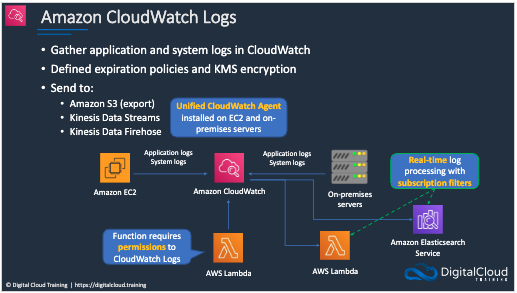 Amazon CloudWatch Logs
• Gather application and system logs in CloudWatch
• Defined expiration policies and KMS encryption
• Send to:
• Amazon S3 (export)
• Kinesis Data Streams
• Kinesis Data Firehose
Unified CloudWatch Agent
installed on EC2 and on-
premises servers
Application logs
System logs
Application logs
System logs
Real-time log
processing with
subscription filters
Amazon EC2
Amazon CloudWatch
On-premises
servers
Function requires
permissions to
CloudWatch Logs
AWS Lambda
AWS Lambda
Amazon Elasticsearch
Service
© Digital Cloud Training | https://digitalcloud.training
DigitalCloud
TRAINING